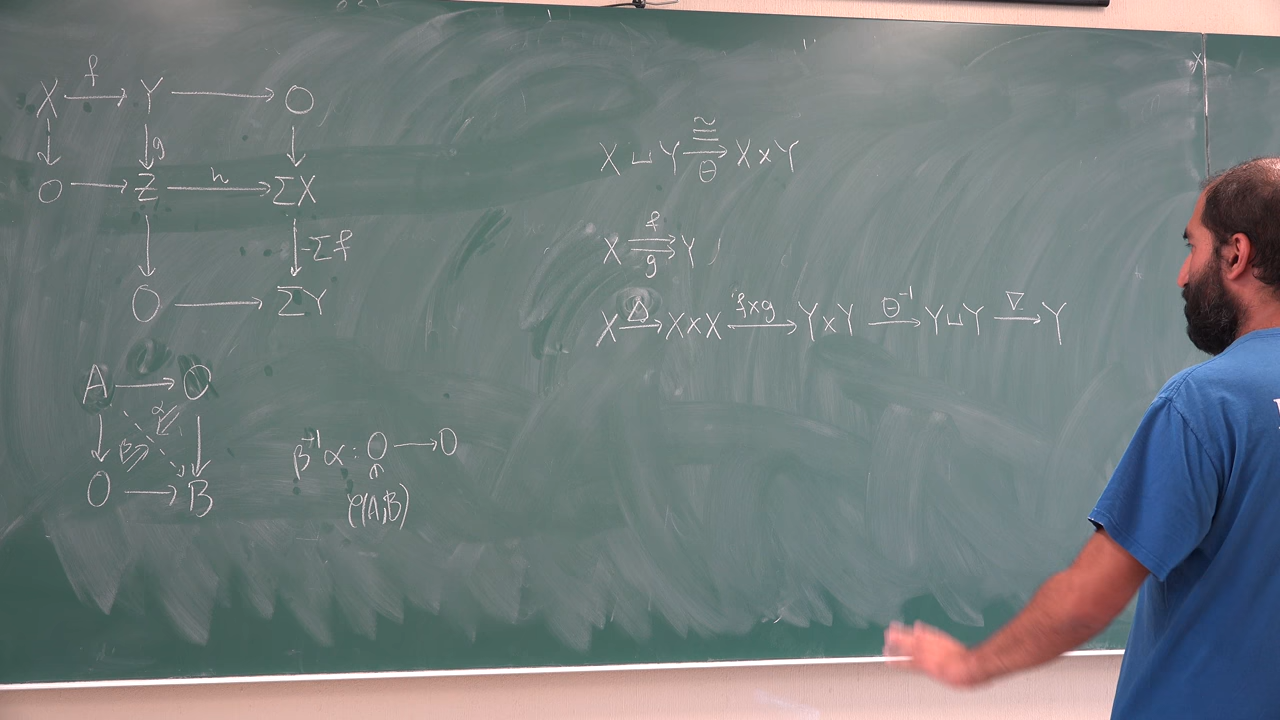 X →f Y → 0
↓ ↓g ↓
0 → Z →h ΣX
↓ ↓-Σf
0 → ΣY
A → 0
↓ α ↓
β
0 → B
β⁻¹α : 0 → 0
∈
𝒞(A,B)
X ⊔ Y ≅→θ X × Y
X ⇉ Y f g
X →Δ X×X →f×g Y×Y →θ⁻¹ Y⊔Y →∇ Y